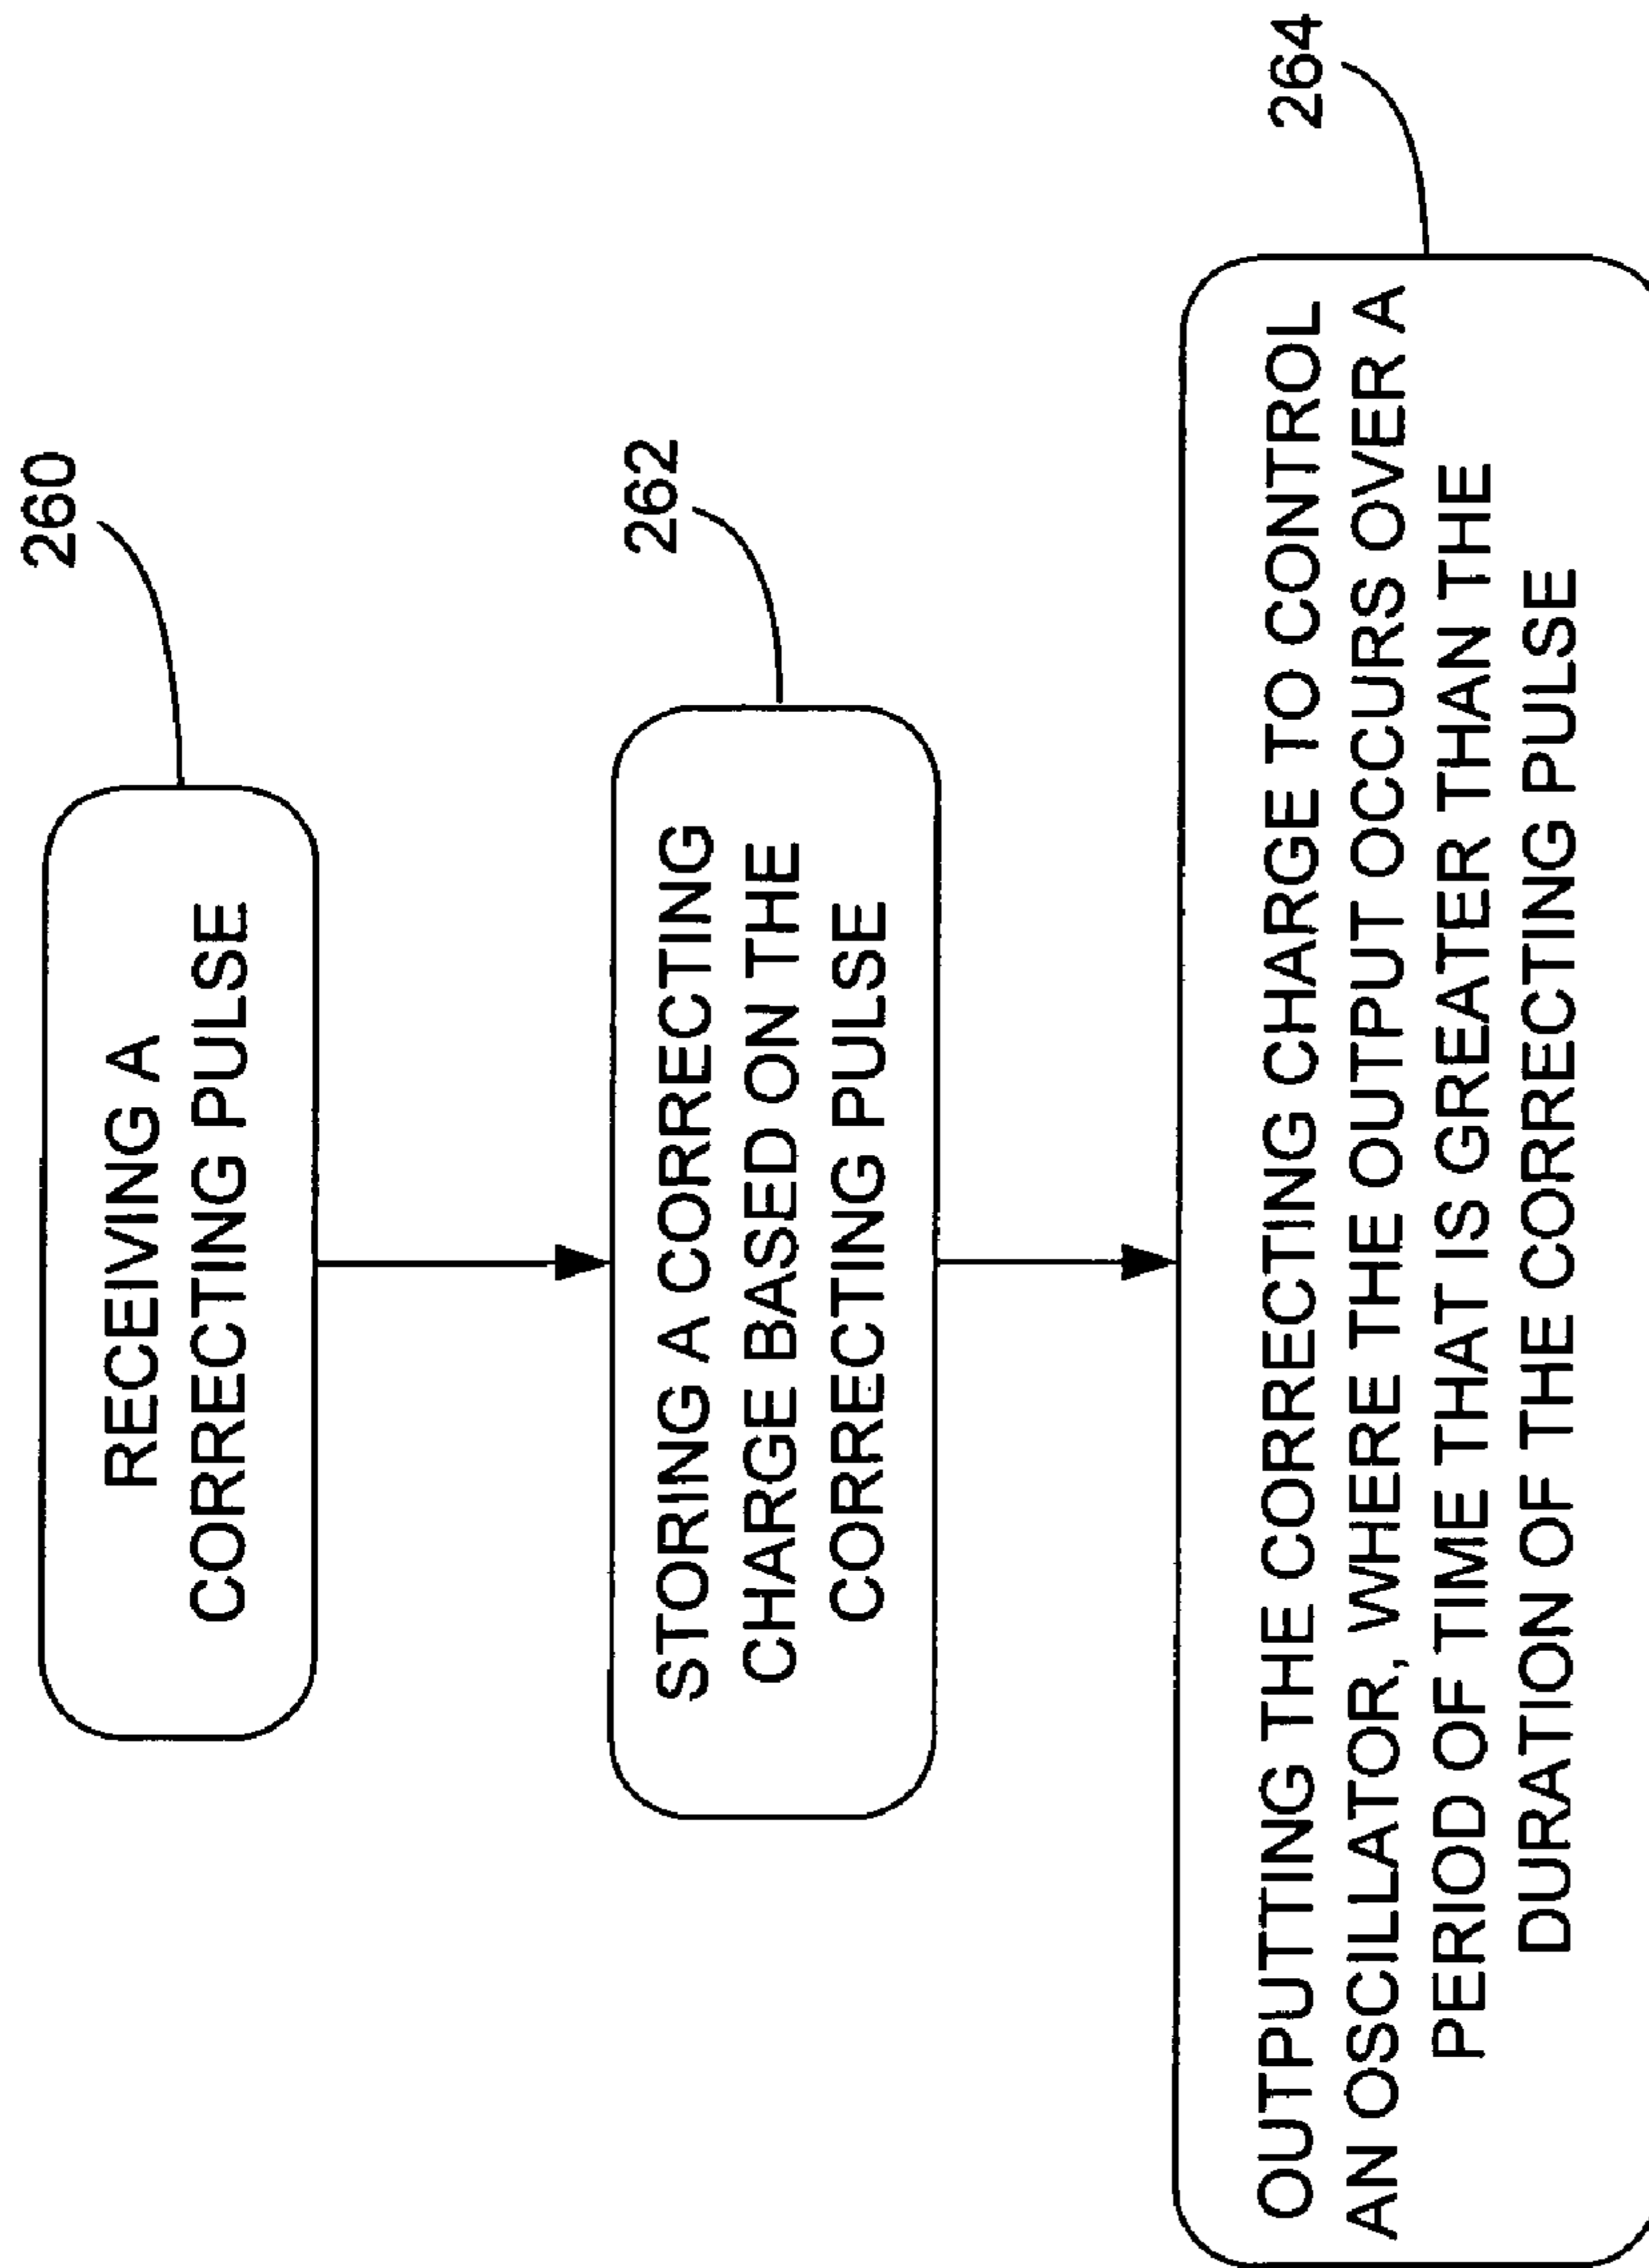 260
RECEIVING A
CORRECTING PULSE
262
STORING A CORRECTING
CHARGE BASED ON THE
CORRECTING PULSE
264
OUTPUTTING THE CORRECTING CHARGE TO CONTROL
AN OSCILLATOR, WHERE THE OUTPUT OCCURS OVER A
PERIOD OF TIME THAT IS GREATER THAN THE
DURATION OF THE CORRECTING PULSE